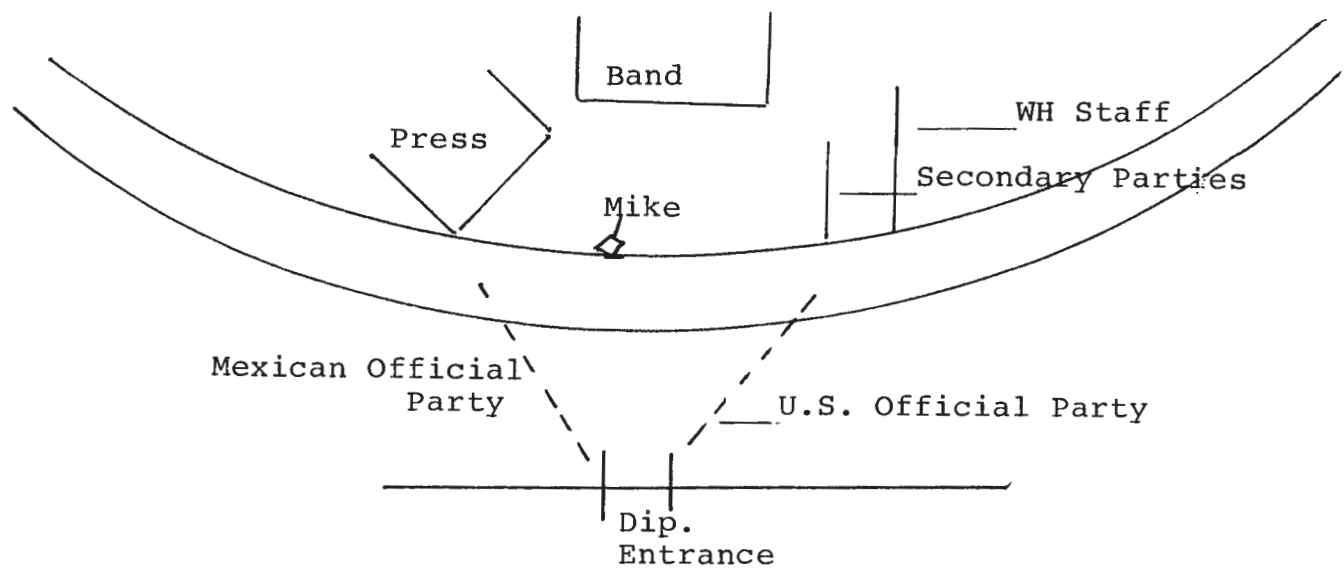 Band
WH Staff
Press
Secondary Parties
Mike
Mexican Official
Party
U.S. Official Party
Dip.
Entrance